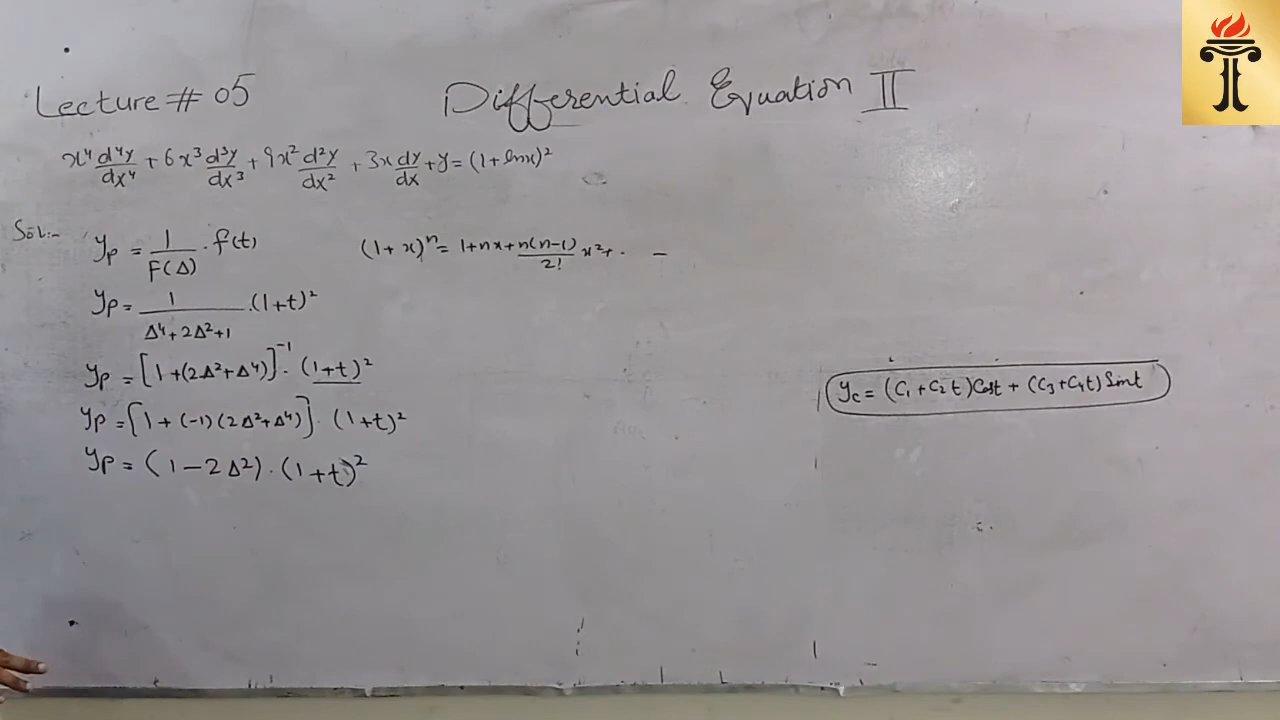 Lecture # 05
Differential Equation II
x⁴ d⁴y/dx⁴ + 6x³ d³y/dx³ + 9x² d²y/dx² + 3x dy/dx + y = (1+lnx)²
Sol:-
yp = 1/F(Δ) . f(t)
(1+x)ⁿ = 1+nx+n(n-1)/2! x²+ . –
yp = 1/(Δ⁴+2Δ²+1) .(1+t)²
yp = [1+(2Δ²+Δ⁴)]⁻¹ . (1+t)²
yp = [1+(-1)(2Δ²+Δ⁴)] . (1+t)²
yp = (1-2Δ²) . (1+t)²
yc = (C₁+C₂t)Cost + (C₃+C₄t)Sint